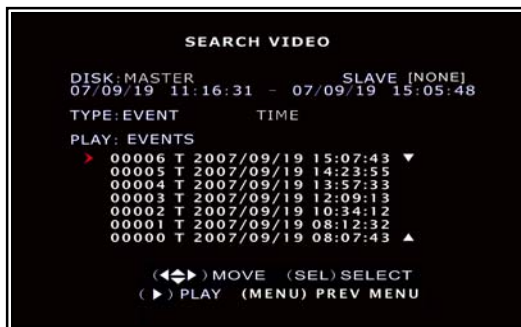 SEARCH VIDEO
DISK:MASTER SLAVE [NONE]
07/09/19 11:16:31 - 07/09/19 15:05:48
TYPE:EVENT TIME
PLAY: EVENTS
00006 T 2007/09/19 15:07:43 ▼
00005 T 2007/09/19 14:23:55
00004 T 2007/09/19 13:57:33
00003 T 2007/09/19 12:09:13
00002 T 2007/09/19 10:34:12
00001 T 2007/09/19 08:12:32
00000 T 2007/09/19 08:07:43 ▲
(◀◆▶) MOVE (SEL) SELECT
(▶) PLAY (MENU) PREV MENU